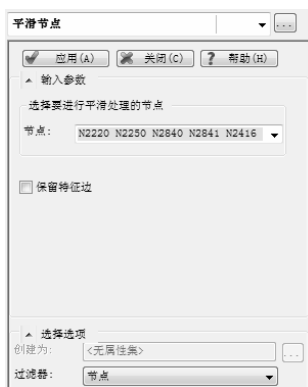 平滑节点
应用(A) 关闭(C) ? 帮助(H)
输入参数
选择要进行平滑处理的节点
节点: N2220 N2250 N2840 N2841 N2416
保留特征边
选择选项
创建为: <无属性集>
过滤器: 节点